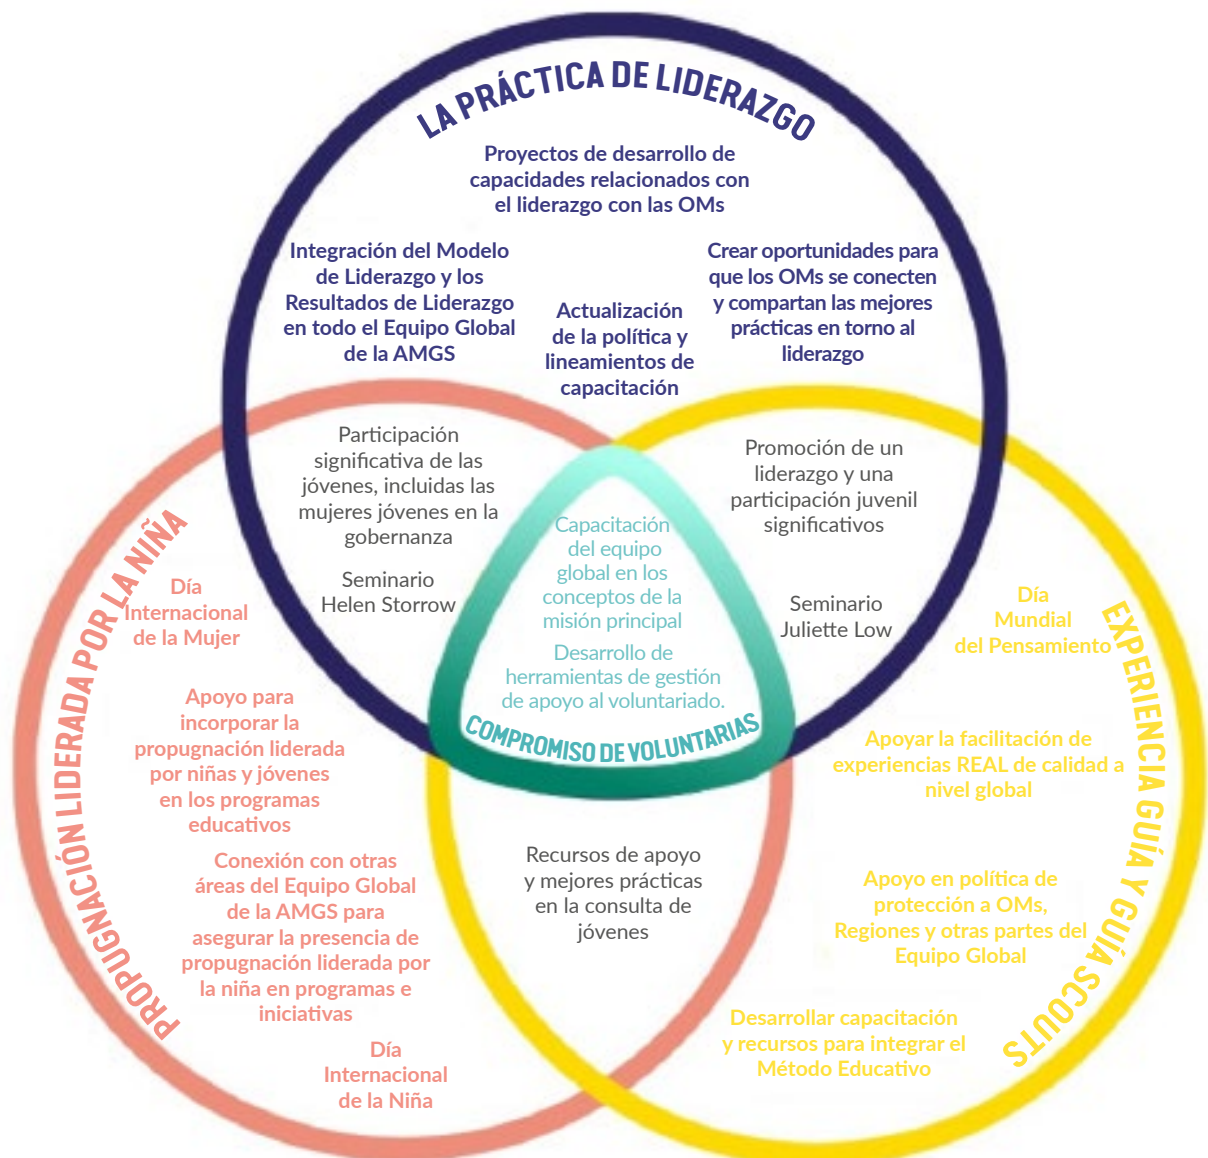 LA PRÁCTICA DE LIDERAZGO
Proyectos de desarrollo de
capacidades relacionados con
el liderazgo con las OMs
Integración del Modelo
de Liderazgo y los
Resultados de Liderazgo
en todo el Equipo Global
de la AMGS
Actualización
de la política y
lineamientos de
capacitación
Crear oportunidades para
que los OMs se conecten
y compartan las mejores
prácticas en torno al
liderazgo
Participación
significativa de las
jóvenes, incluidas las
mujeres jóvenes en la
gobernanza
Seminario
Helen Storrow
Promoción de un
liderazgo y una
participación juvenil
significativos
Seminario
Juliette Low
Capacitación
del equipo
global en los
conceptos de la
misión principal
Desarrollo de
herramientas de gestión
de apoyo al voluntariado.
COMPROMISO DE VOLUNTARIAS
PROPUGNACIÓN LIDERADA POR LA NIÑA
Día
Internacional
de la Mujer
Apoyo para
incorporar la
propugnación liderada
por niñas y jóvenes
en los programas
educativos
Conexión con otras
áreas del Equipo Global
de la AMGS para
asegurar la presencia de
propugnación liderada por
la niña en programas e
iniciativas
Día
Internacional
de la Niña
Recursos de apoyo
y mejores prácticas
en la consulta de
jóvenes
EXPERIENCIA GUÍA Y GUÍA SCOUTS
Día
Mundial
del Pensamiento
Apoyar la facilitación de
experiencias REAL de calidad a
nivel global
Apoyo en política de
protección a OMs,
Regiones y otras partes del
Equipo Global
Desarrollar capacitación
y recursos para integrar el
Método Educativo